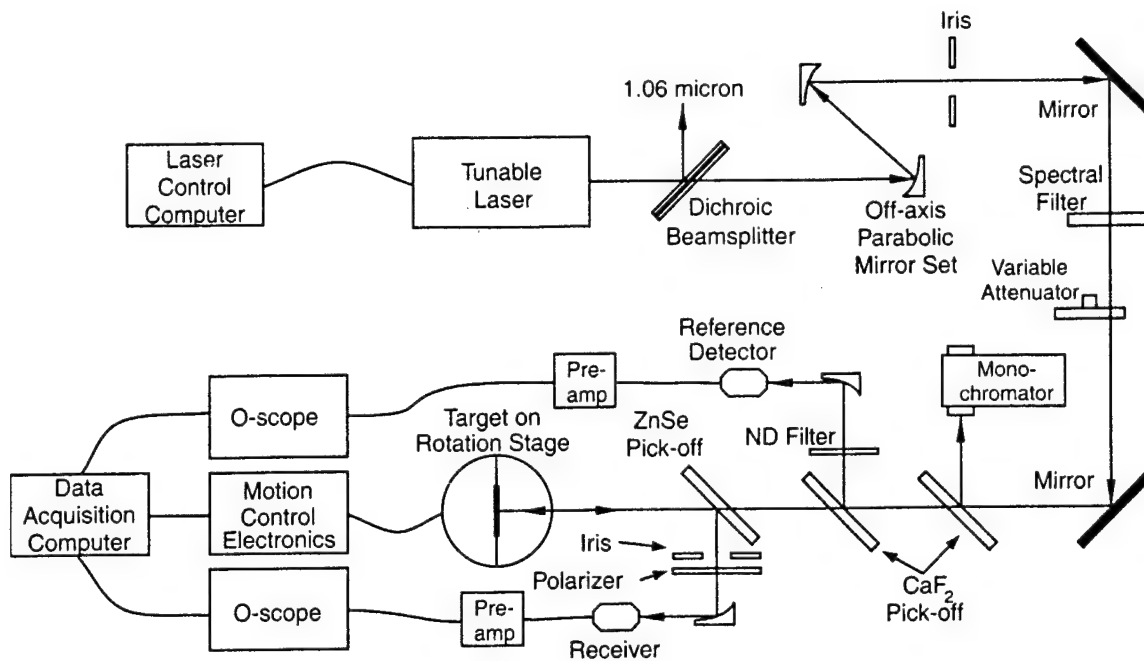 Iris
1.06 micron
Mirror
Laser
Control
Computer
Tunable
Laser
Dichroic
Beamsplitter
Off-axis
Parabolic
Mirror Set
Spectral
Filter
Variable
Attenuator
Reference
Detector
Pre-
amp
Mono-
chromator
O-scope
Target on
Rotation Stage
ZnSe
Pick-off
ND Filter
Data
Acquisition
Computer
Motion
Control
Electronics
Mirror
Iris
Polarizer
CaF2
Pick-off
O-scope
Pre-
amp
Receiver